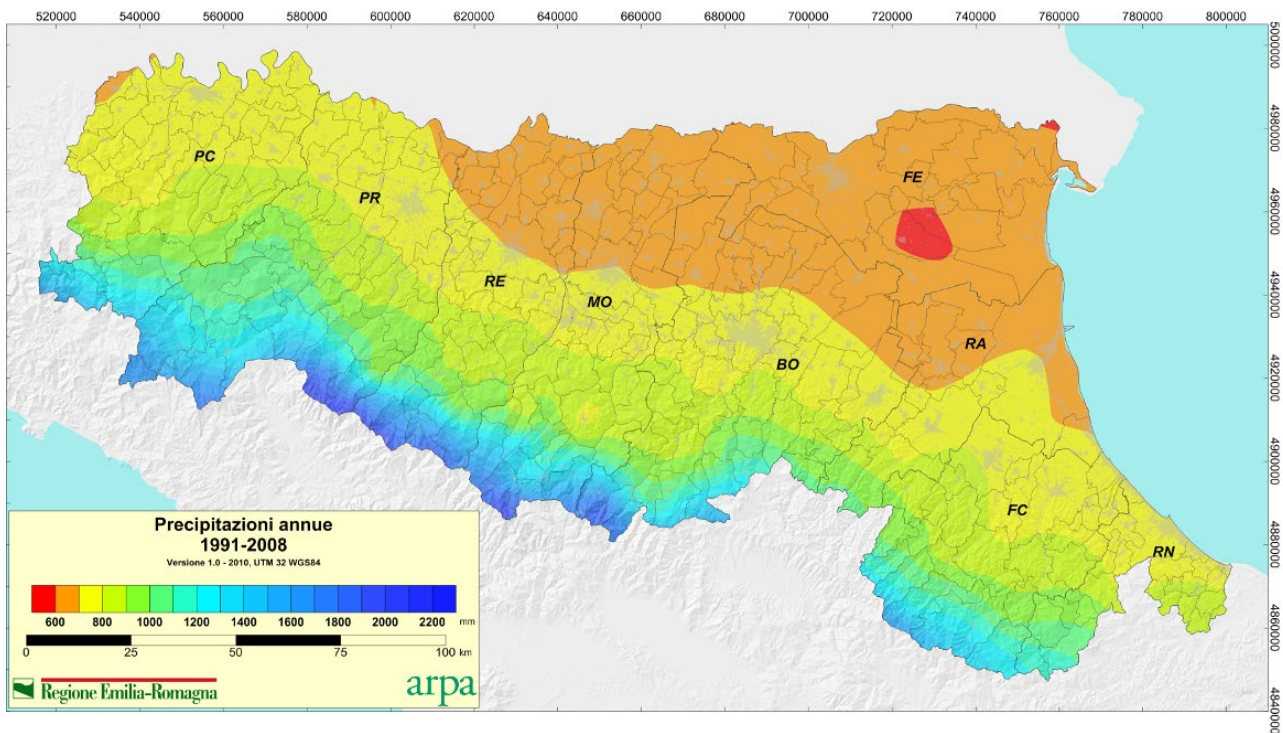 520000 540000 560000 580000 600000 620000 640000 660000 680000 700000 720000 740000 760000 780000 800000
5000000
4980000
4960000
4940000
4920000
4900000
4880000
4860000
4840000
FE
PC
PR
RE
MO
RA
BO
FC
RN
Precipitazioni annue
1991-2008
Versione 1.0 - 2010, UTM 32 WGS84
600 800 1000 1200 1400 1600 1800 2000 2200 mm
0 25 50 75 100 km
Regione Emilia-Romagna
arpa